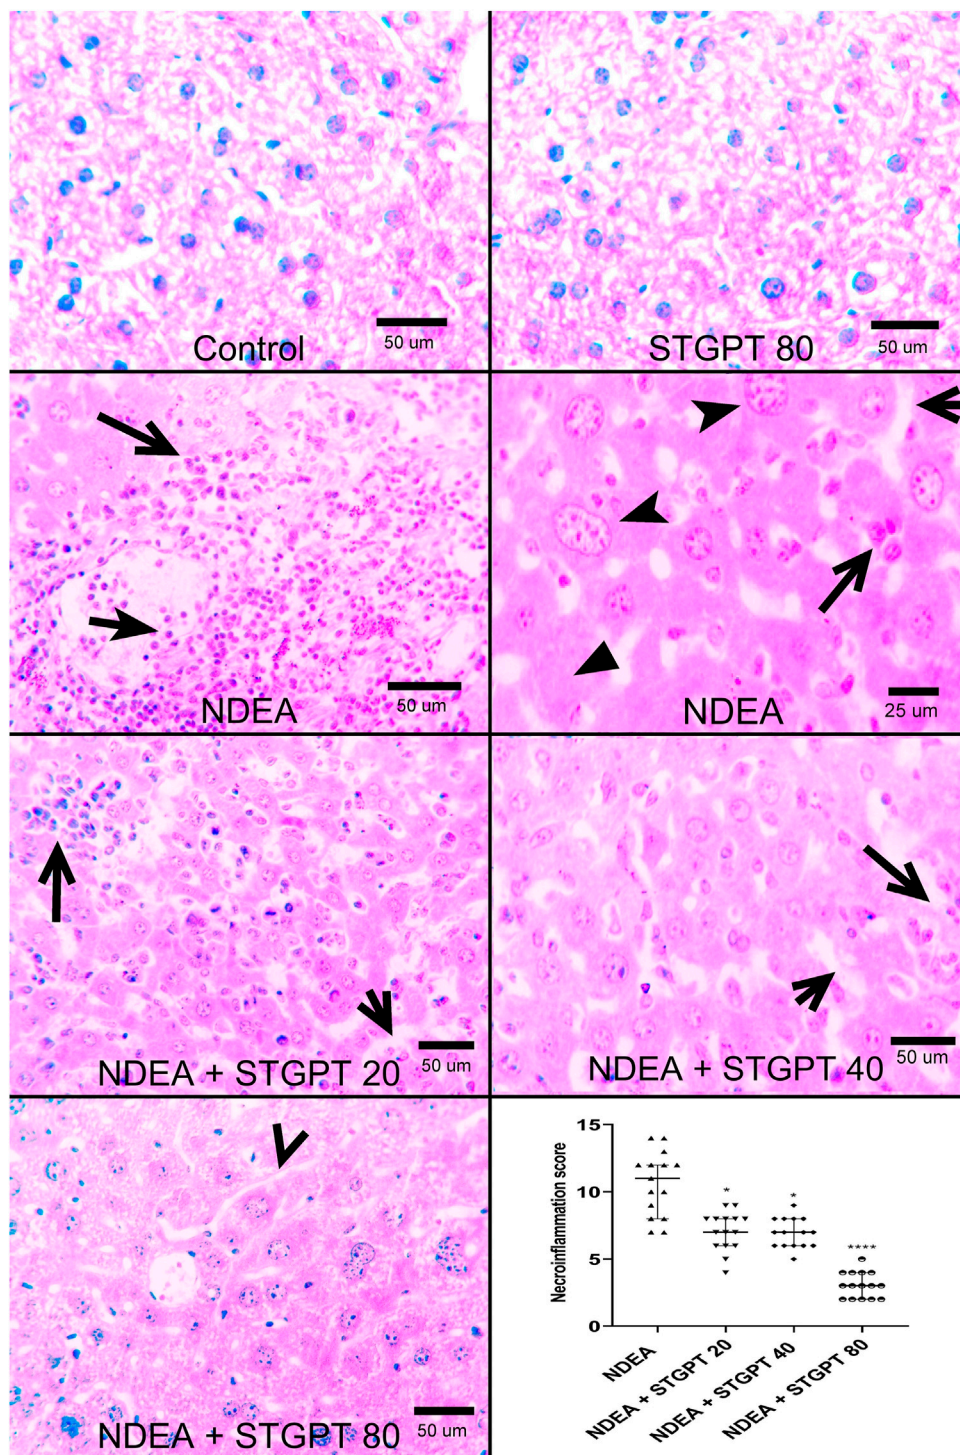 Control
50 um
STGPT 80
50 um
NDEA
50 um
NDEA
25 um
NDEA + STGPT 20
50 um
NDEA + STGPT 40
50 um
NDEA + STGPT 80
50 um
Necroinflammation score
15
10
5
0
*
*
****
NDEA
NDEA + STGPT 20
NDEA + STGPT 40
NDEA + STGPT 80